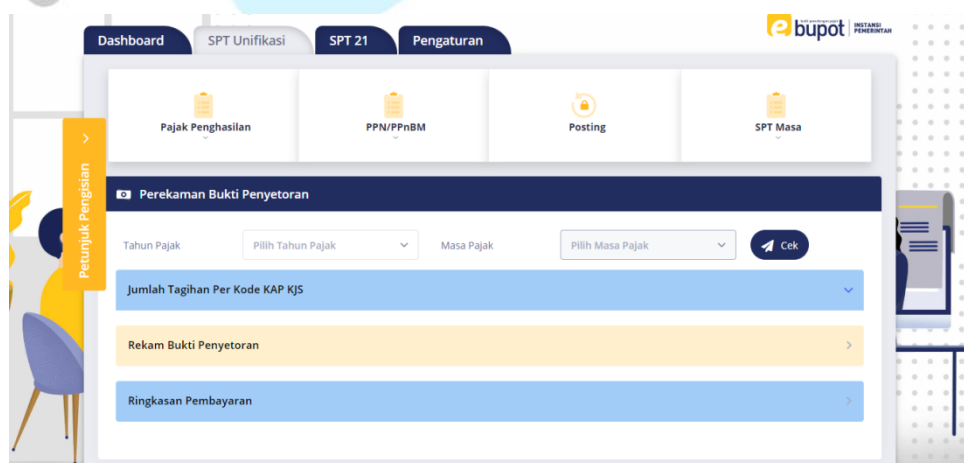 Dashboard
SPT Unifikasi
SPT 21
Pengaturan
bupot
INSTANSI
PEMERINTAH
Pajak Penghasilan
PPN/PPnBM
Posting
SPT Masa
Petunjuk Pengisian
Perekaman Bukti Penyetoran
Tahun Pajak
Pilih Tahun Pajak
Masa Pajak
Pilih Masa Pajak
Cek
Jumlah Tagihan Per Kode KAP KJS
Rekam Bukti Penyetoran
Ringkasan Pembayaran